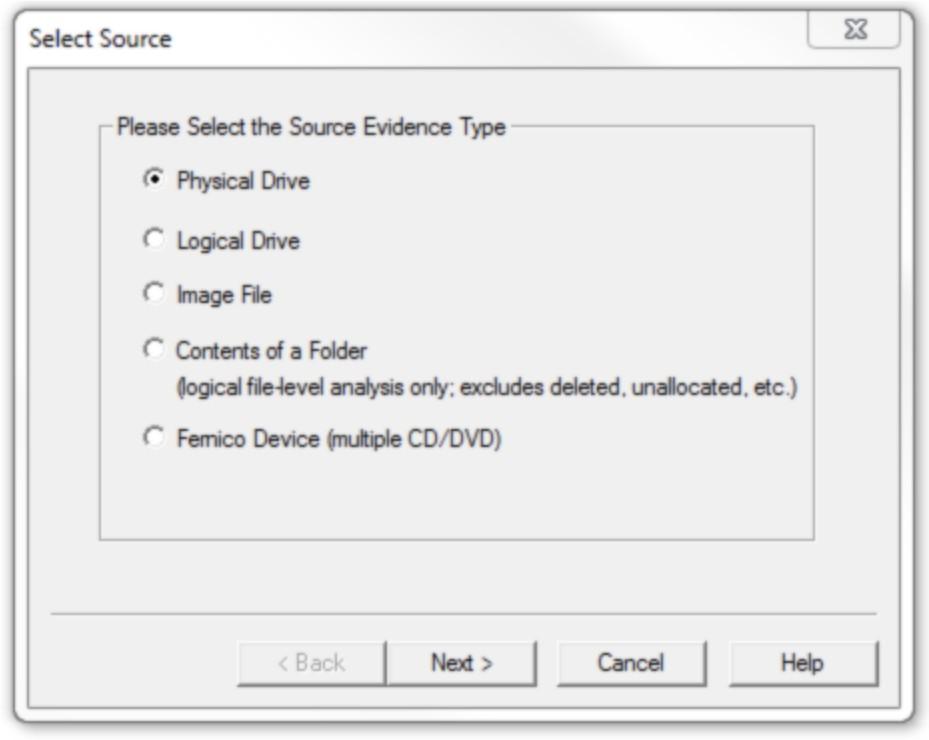 Select Source
Please Select the Source Evidence Type
Physical Drive
Logical Drive
Image File
Contents of a Folder
(logical file-level analysis only; excludes deleted, unallocated, etc.)
Fernico Device (multiple CD/DVD)
< Back
Next >
Cancel
Help